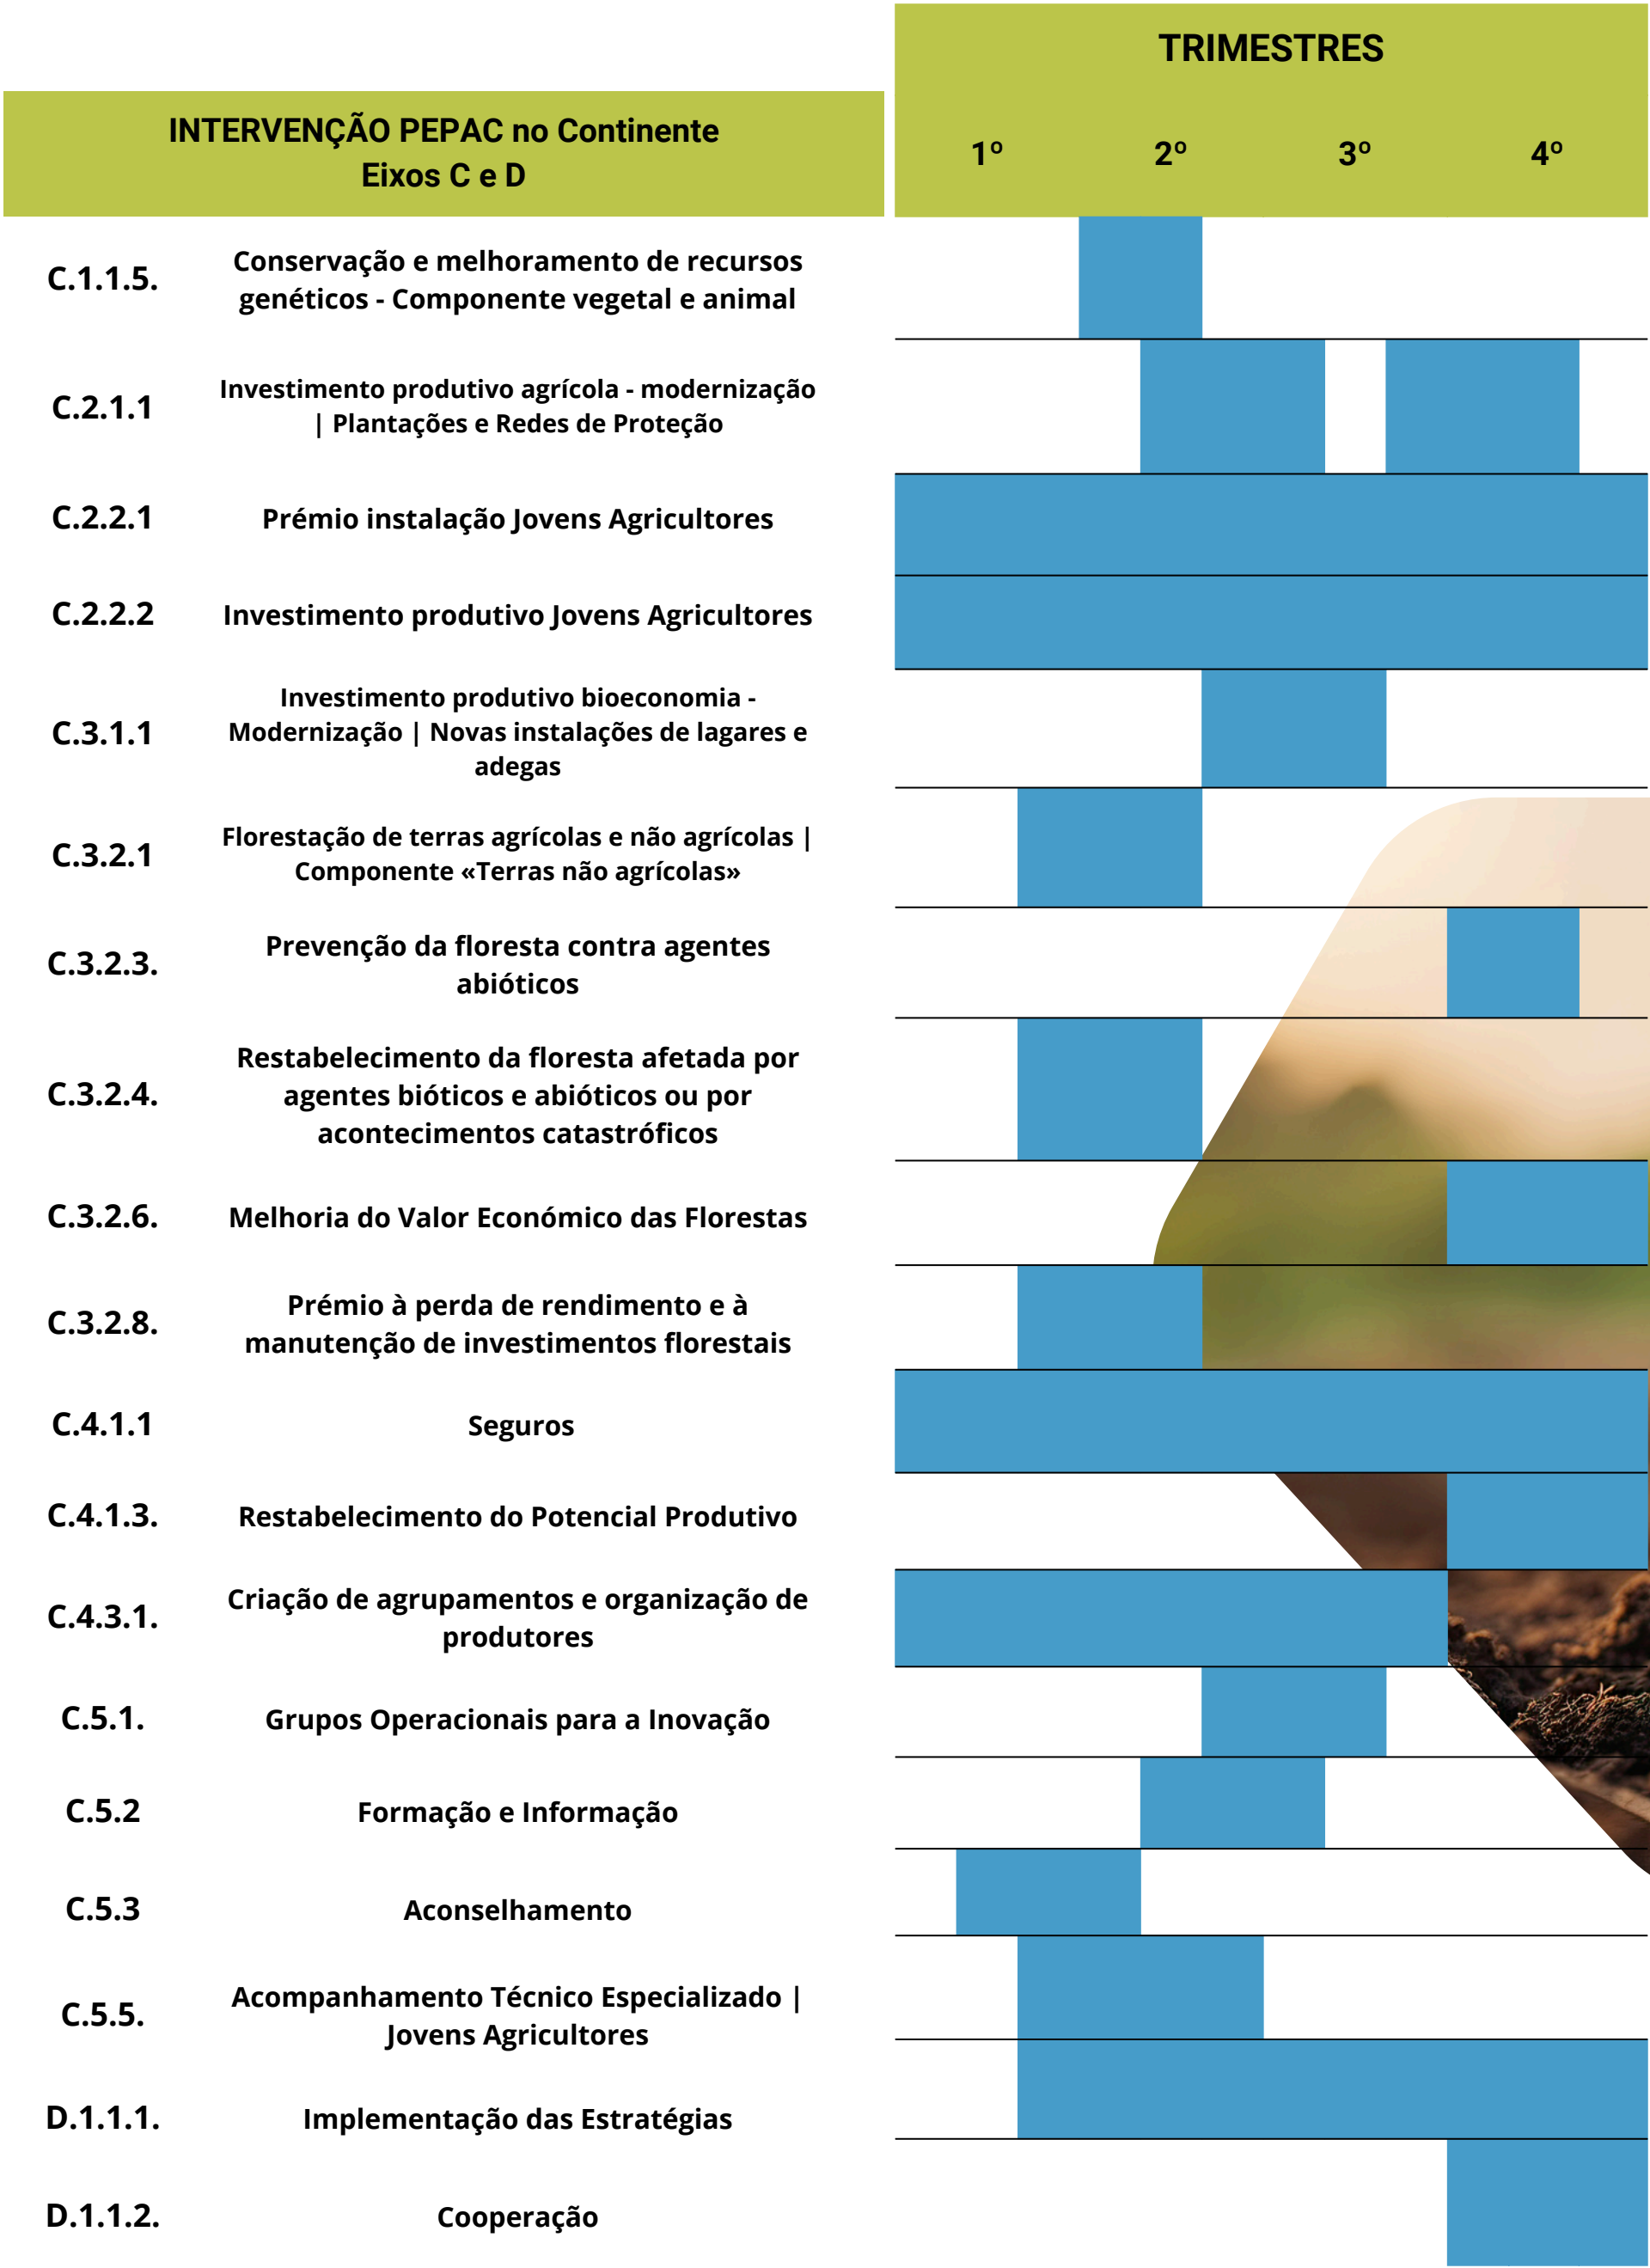 TRIMESTRES
INTERVENÇÃO PEPAC no Continente
Eixos C e D
1º 2º 3º 4º
C.1.1.5.
Conservação e melhoramento de recursos
genéticos - Componente vegetal e animal
C.2.1.1
Investimento produtivo agrícola - modernização
| Plantações e Redes de Proteção
C.2.2.1
Prémio instalação Jovens Agricultores
C.2.2.2
Investimento produtivo Jovens Agricultores
C.3.1.1
Investimento produtivo bioeconomia -
Modernização | Novas instalações de lagares e
adegas
C.3.2.1
Florestação de terras agrícolas e não agrícolas |
Componente «Terras não agrícolas»
C.3.2.3.
Prevenção da floresta contra agentes
abióticos
C.3.2.4.
Restabelecimento da floresta afetada por
agentes bióticos e abióticos ou por
acontecimentos catastróficos
C.3.2.6.
Melhoria do Valor Económico das Florestas
C.3.2.8.
Prémio à perda de rendimento e à
manutenção de investimentos florestais
C.4.1.1
Seguros
C.4.1.3.
Restabelecimento do Potencial Produtivo
C.4.3.1.
Criação de agrupamentos e organização de
produtores
C.5.1.
Grupos Operacionais para a Inovação
C.5.2
Formação e Informação
C.5.3
Aconselhamento
C.5.5.
Acompanhamento Técnico Especializado |
Jovens Agricultores
D.1.1.1.
Implementação das Estratégias
D.1.1.2.
Cooperação